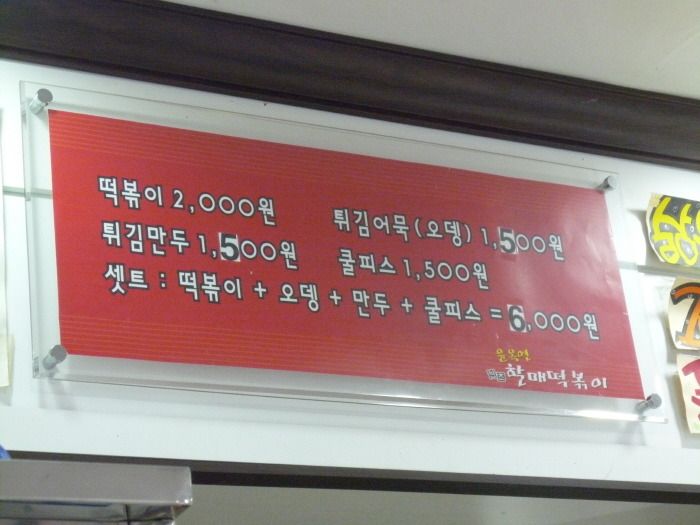 떡볶이 2,000원 튀김어묵(오뎅) 1,500원
튀김만두 1,500원 쿨피스 1,500원
셋트 : 떡볶이 + 오뎅 + 만두 + 쿨피스 = 6,000원
윤옥연
할매떡볶이